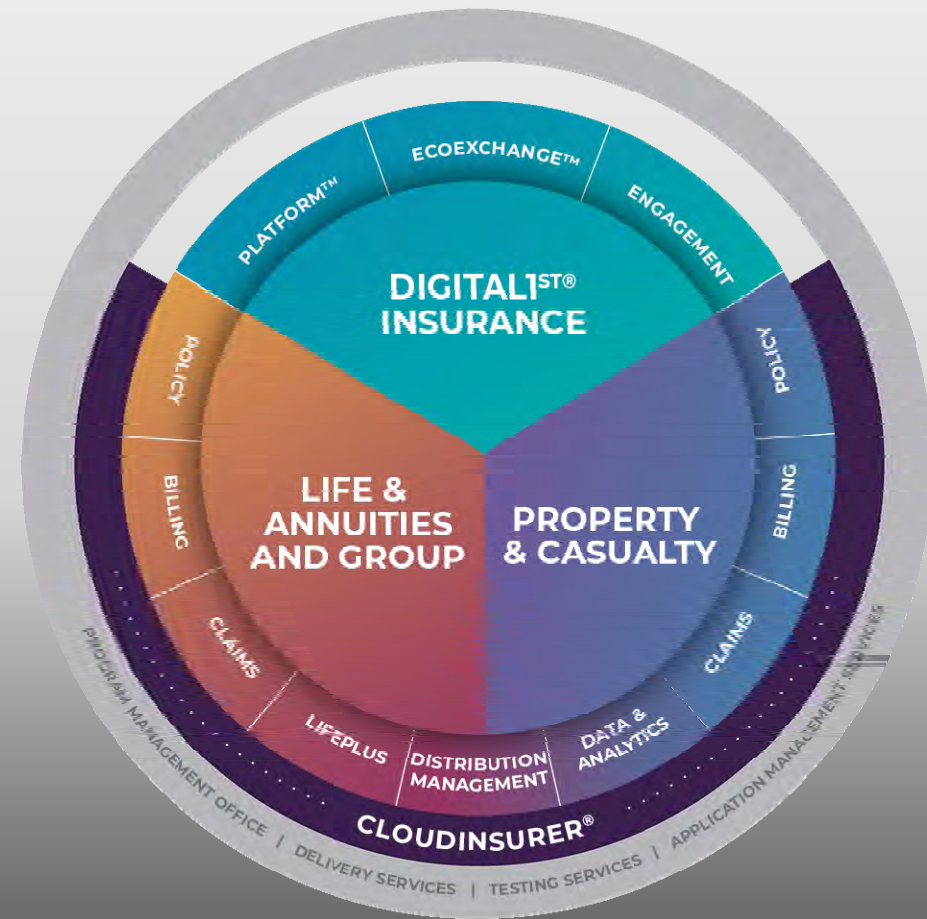 PLATFORM™
ECOEXCHANGE™
ENGAGEMENT
DIGITAL1ST®
INSURANCE
POLICY
BILLING
CLAIMS
LIFEPLUS
DISTRIBUTION
MANAGEMENT
DATA &
ANALYTICS
CLAIMS
BILLING
POLICY
LIFE &
ANNUITIES
AND GROUP
PROPERTY
& CASUALTY
CLOUDINSURER®
PROGRAM MANAGEMENT OFFICE | DELIVERY SERVICES | TESTING SERVICES | APPLICATION MANAGEMENT SERVICES